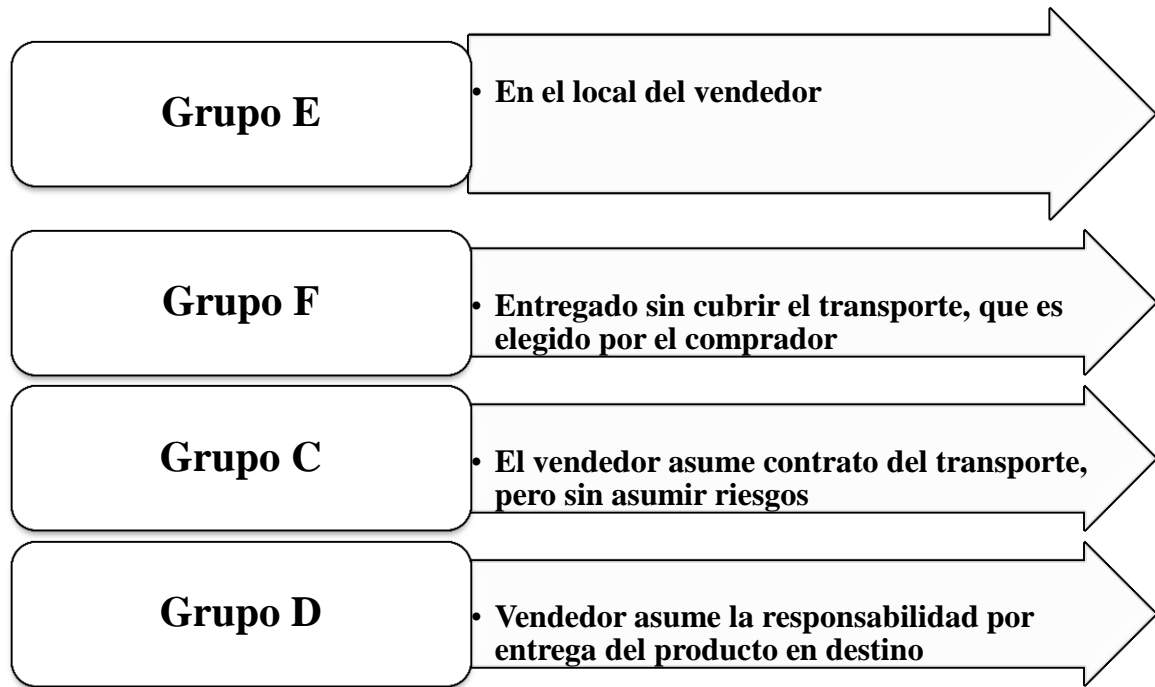 Grupo E
• En el local del vendedor
Grupo F
• Entregado sin cubrir el transporte, que es
elegido por el comprador
Grupo C
• El vendedor asume contrato del transporte,
pero sin asumir riesgos
Grupo D
• Vendedor asume la responsabilidad por
entrega del producto en destino